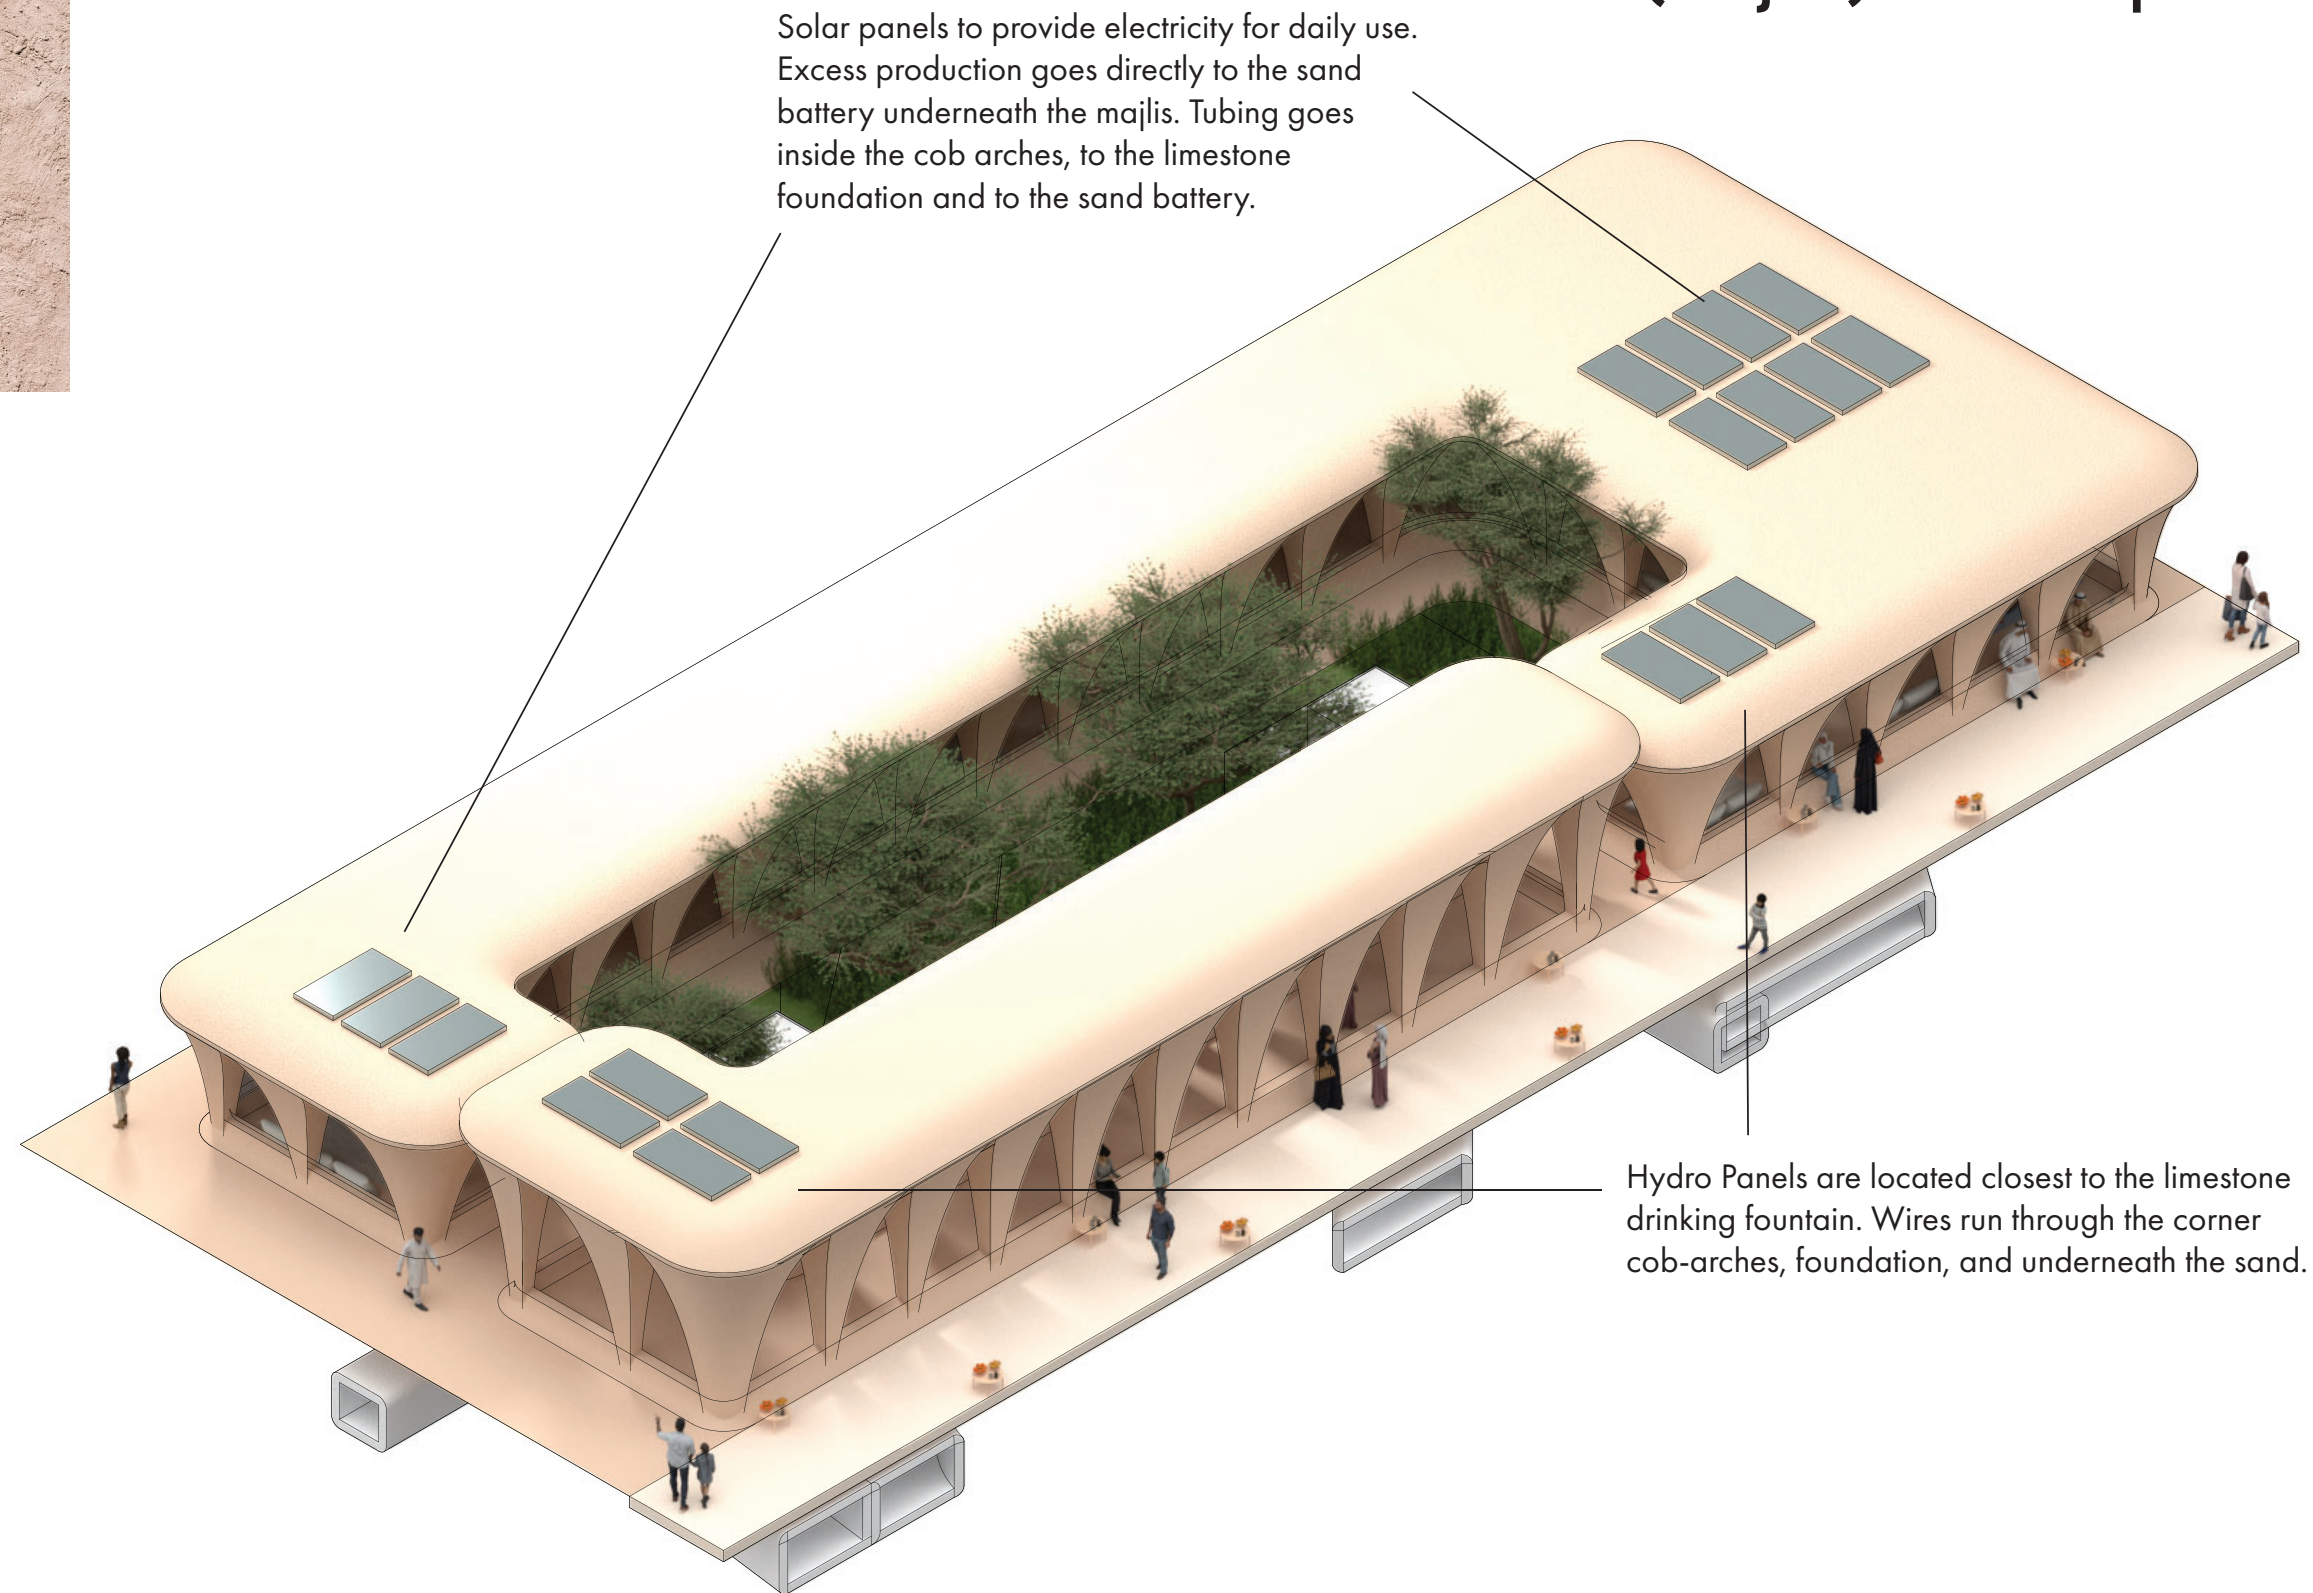 Solar panels to provide electricity for daily use.
Excess production goes directly to the sand
battery underneath the majlis. Tubing goes
inside the cob arches, to the limestone
foundation and to the sand battery.
Hydro Panels are located closest to the limestone
drinking fountain. Wires run through the corner
cob-arches, foundation, and underneath the sand.